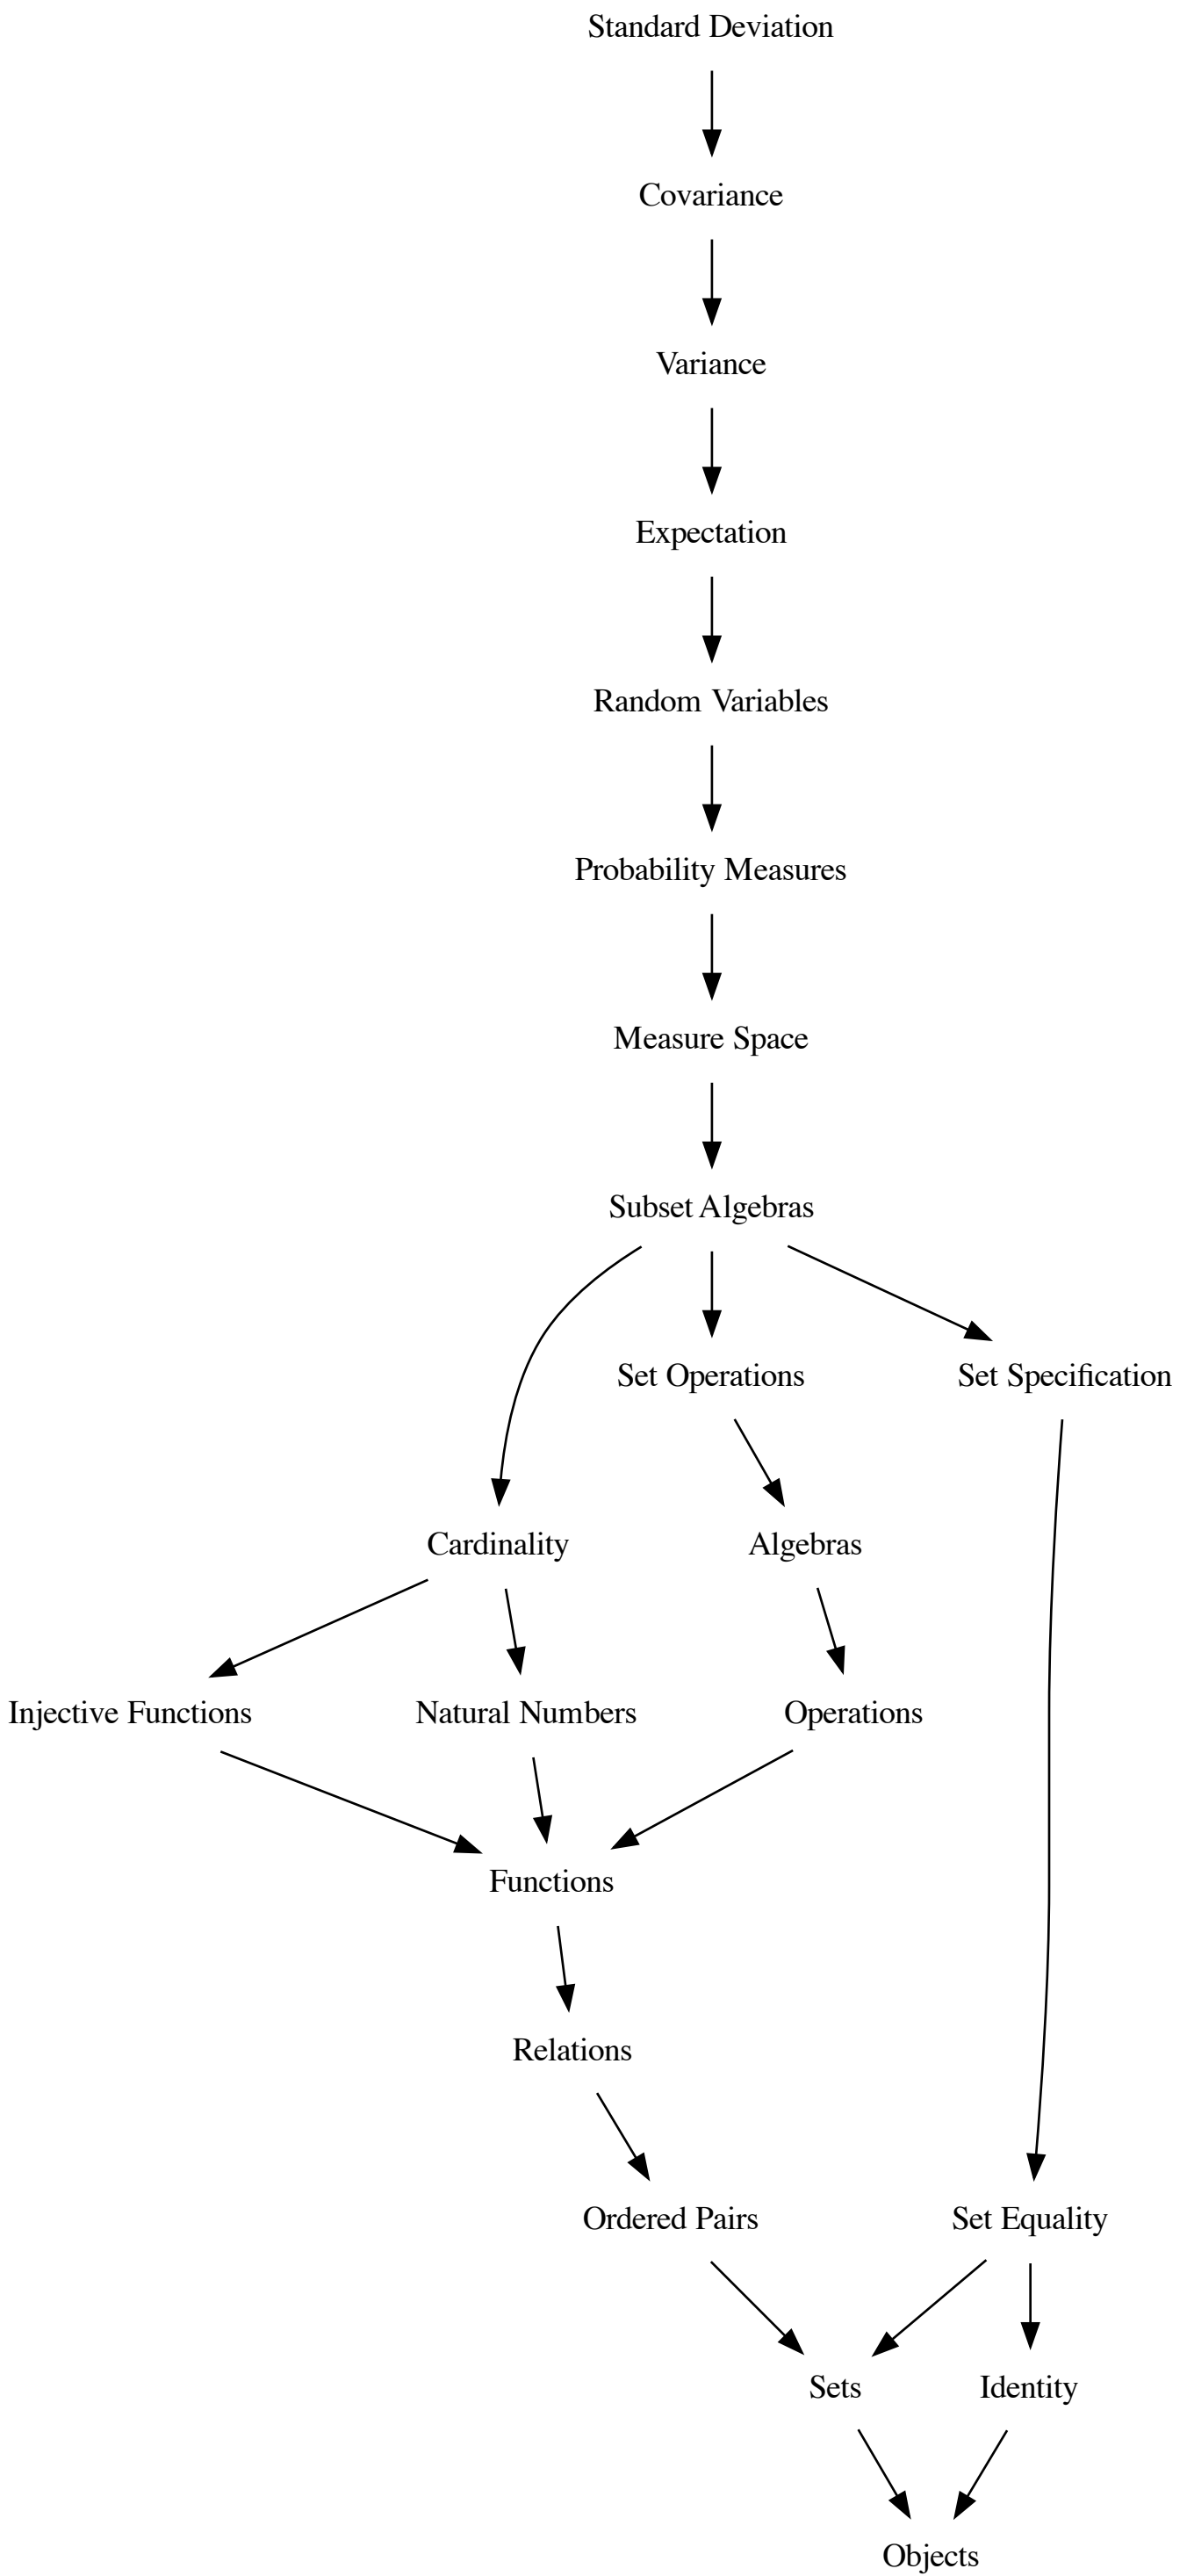 Standard Deviation
Covariance
Variance
Expectation
Random Variables
Probability Measures
Measure Space
Subset Algebras
Set Operations
Set Specification
Cardinality
Algebras
Injective Functions
Natural Numbers
Operations
Functions
Relations
Ordered Pairs
Set Equality
Sets
Identity
Objects